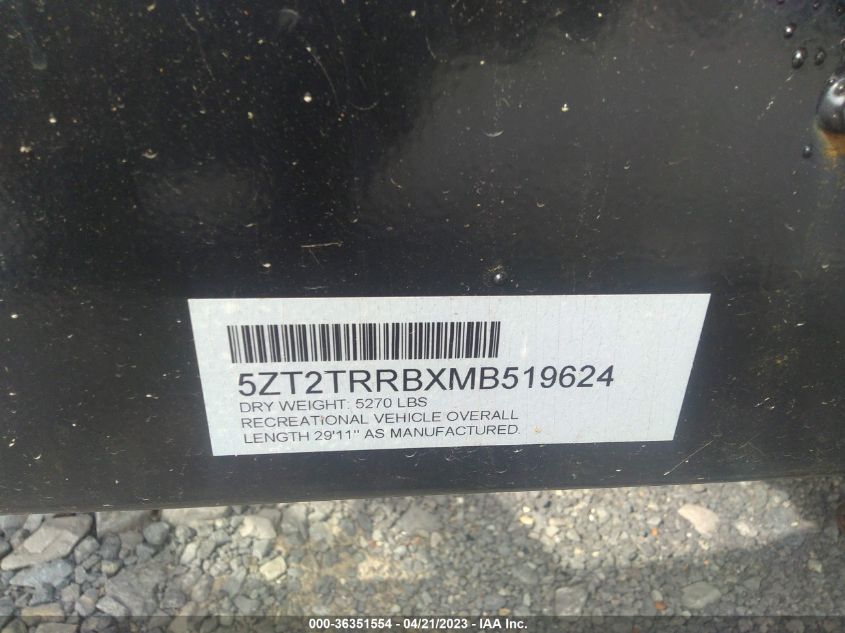 5ZT2TRRBXMB519624
DRY WEIGHT: 5270 LBS
RECREATIONAL VEHICLE OVERALL
LENGTH 29'11" AS MANUFACTURED.
000-36351554 - 04/21/2023 - IAA Inc.